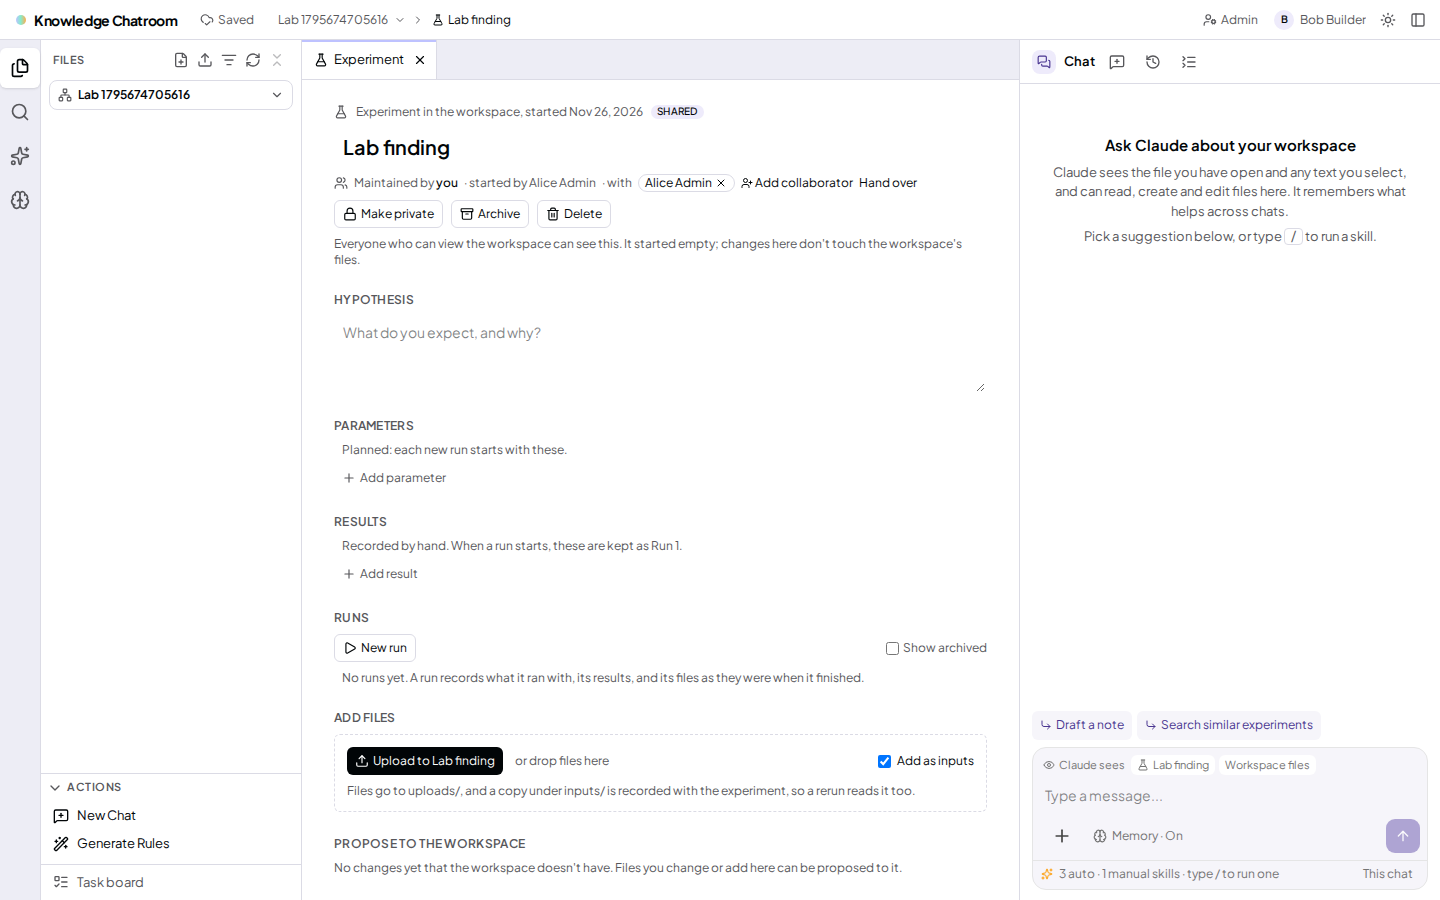 Knowledge Chatroom
Saved
Lab 1795674705616
Lab finding
Admin
B
Bob Builder
FILES
Lab 1795674705616
ACTIONS
New Chat
Generate Rules
Task board
Experiment
Experiment in the workspace, started Nov 26, 2026 SHARED
Lab finding
Maintained by you · started by Alice Admin · with Alice Admin Add collaborator Hand over
Make private Archive Delete
Everyone who can view the workspace can see this. It started empty; changes here don't touch the workspace's
files.
HYPOTHESIS
What do you expect, and why?
PARAMETERS
Planned: each new run starts with these.
Add parameter
RESULTS
Recorded by hand. When a run starts, these are kept as Run 1.
Add result
RUNS
New run Show archived
No runs yet. A run records what it ran with, its results, and its files as they were when it finished.
ADD FILES
Upload to Lab finding or drop files here Add as inputs
Files go to uploads/, and a copy under inputs/ is recorded with the experiment, so a rerun reads it too.
PROPOSE TO THE WORKSPACE
No changes yet that the workspace doesn't have. Files you change or add here can be proposed to it.
Chat
Ask Claude about your workspace
Claude sees the file you have open and any text you select,
and can read, create and edit files here. It remembers what
helps across chats.
Pick a suggestion below, or type / to run a skill.
Draft a note Search similar experiments
Claude sees Lab finding Workspace files
Type a message...
Memory · On
3 auto · 1 manual skills · type / to run one This chat